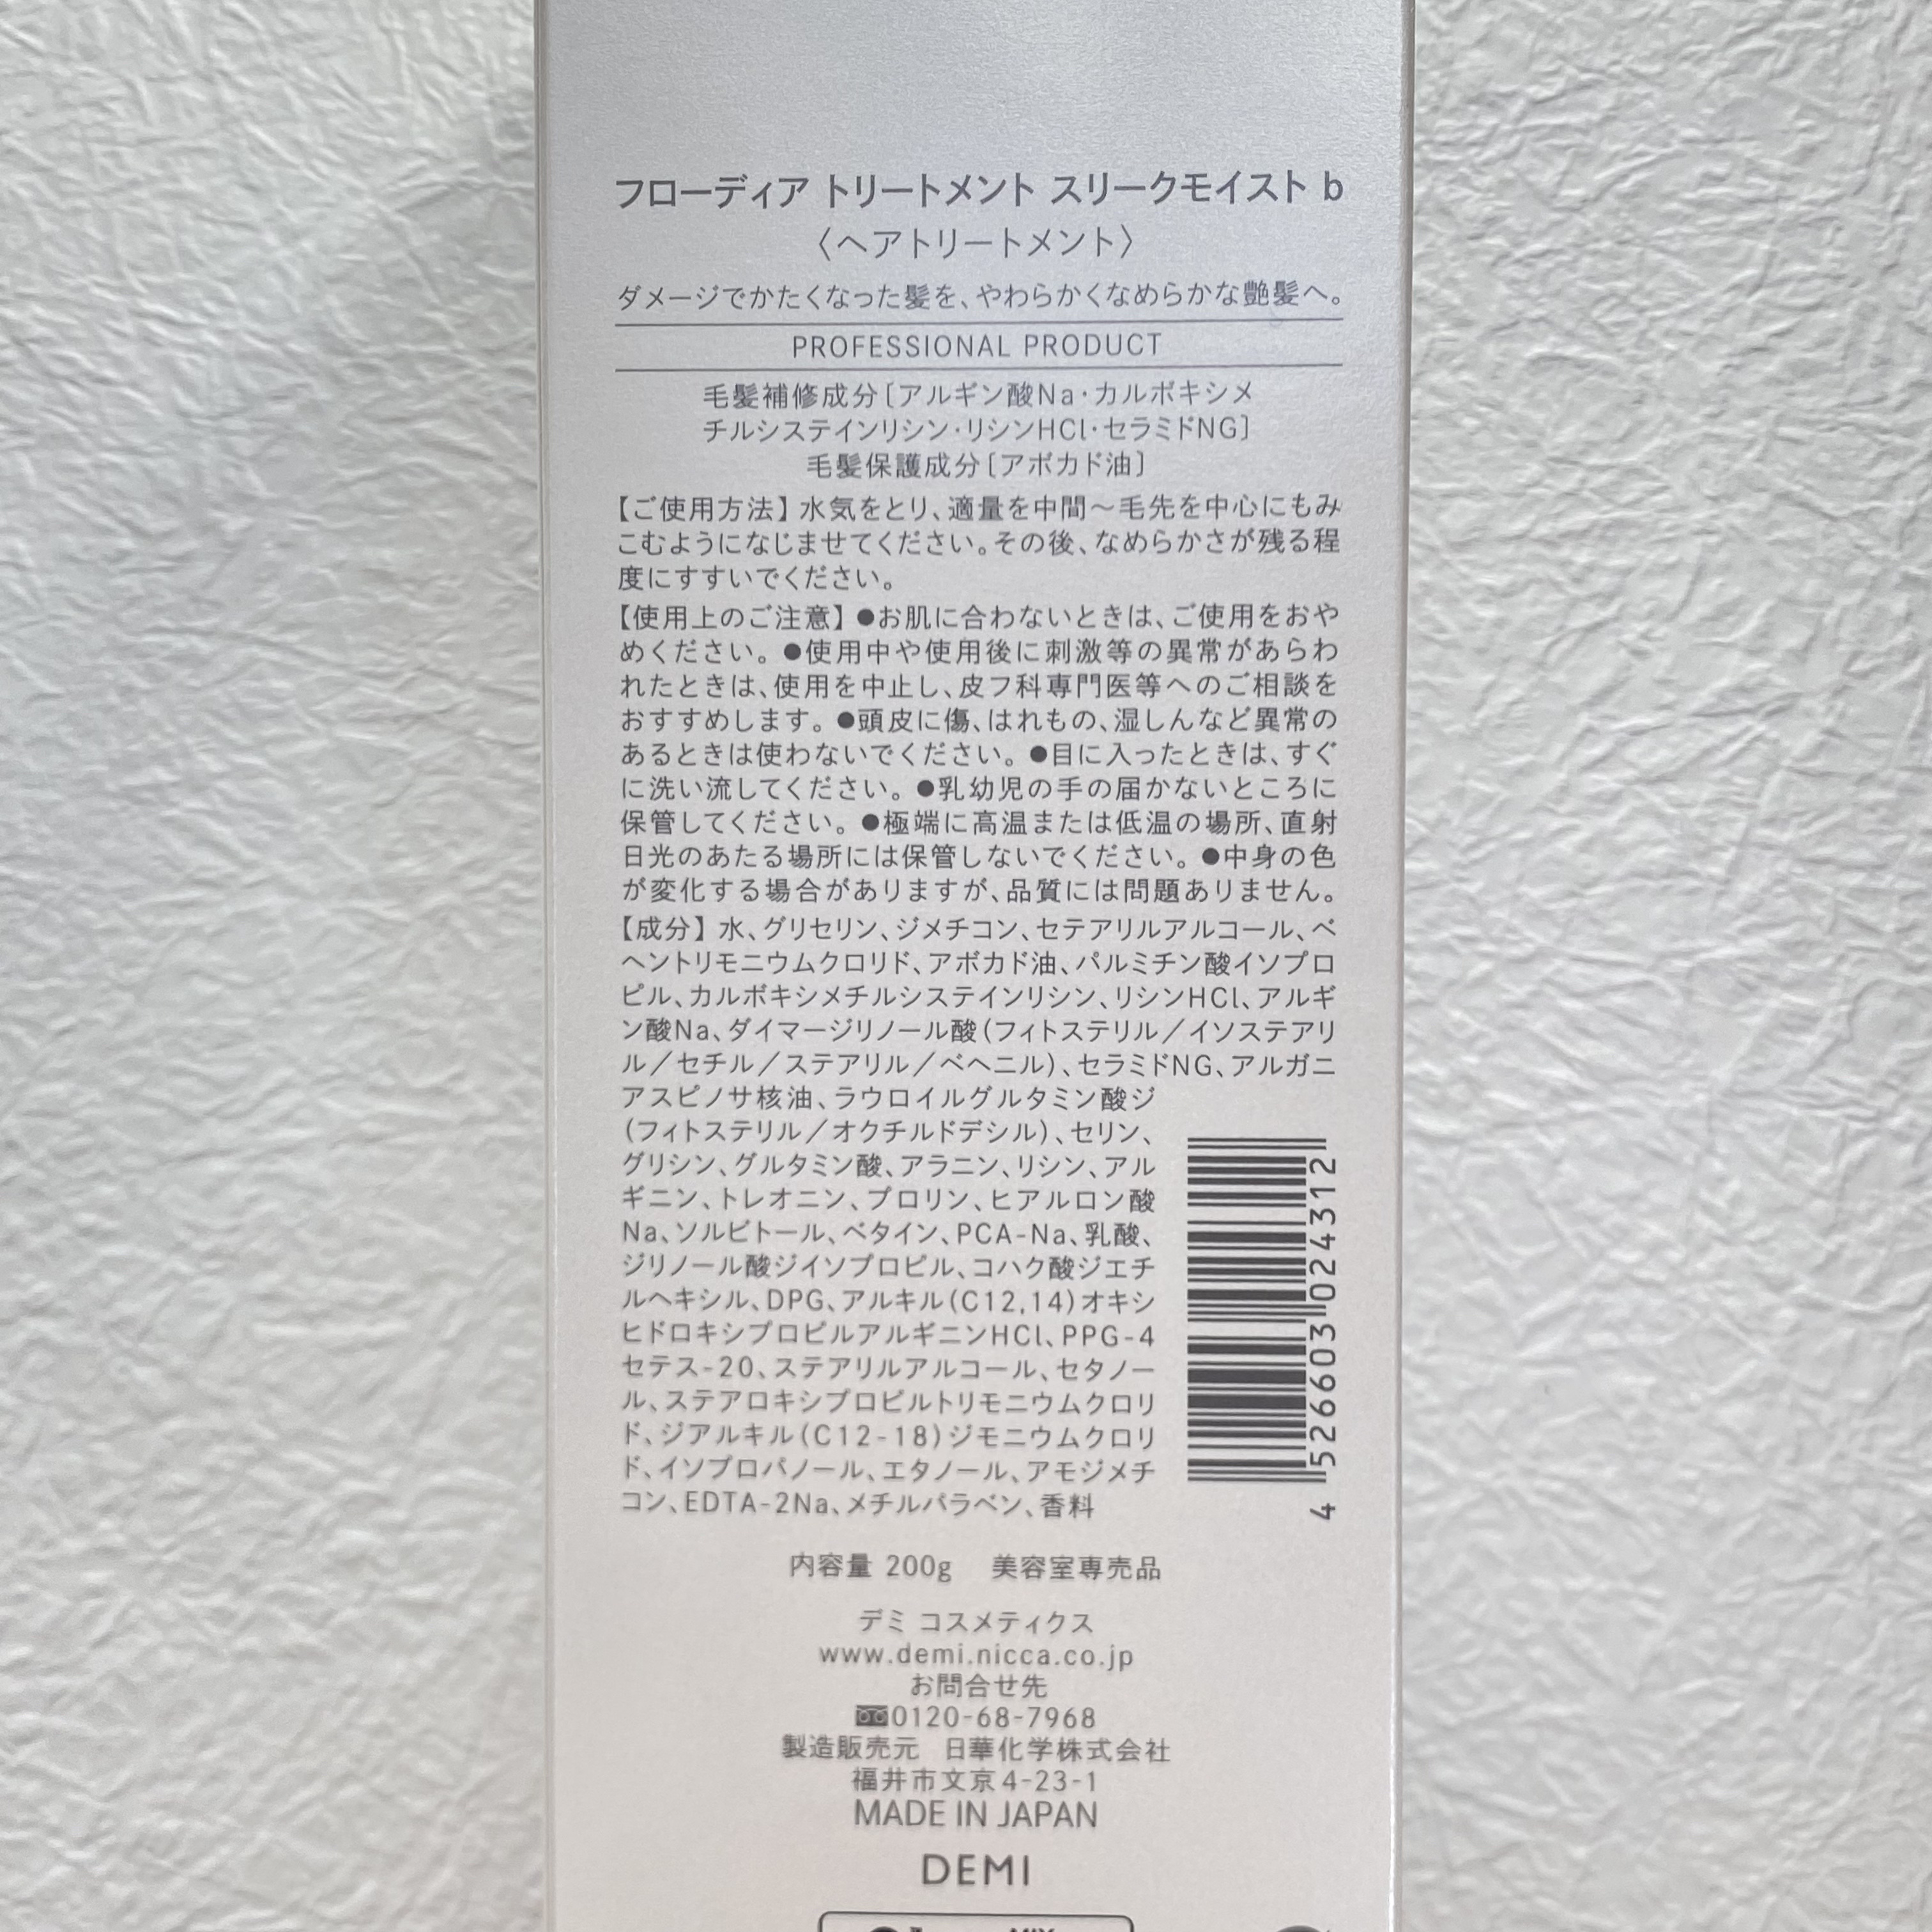 フローディア トリートメント スリークモイスト b
〈ヘアトリートメント〉
ダメージでかたくなった髪を、やわらかくなめらかな艶髪へ。
PROFESSIONAL PRODUCT
毛髪補修成分〔アルギン酸Na・カルボキシメ
チルシステインリシン・リシンHCl・セラミドNG〕
毛髪保護成分〔アボカド油〕
【ご使用方法】水気をとり、適量を中間〜毛先を中心にもみ
こむようになじませてください。その後、なめらかさが残る程
度にすすいでください。
【使用上のご注意】●お肌に合わないときは、ご使用をおや
めください。●使用中や使用後に刺激等の異常があらわ
れたときは、使用を中止し、皮フ科専門医等へのご相談を
おすすめします。●頭皮に傷、はれもの、湿しんなど異常の
あるときは使わないでください。●目に入ったときは、すぐ
に洗い流してください。●乳幼児の手の届かないところに
保管してください。●極端に高温または低温の場所、直射
日光のあたる場所には保管しないでください。●中身の色
が変化する場合がありますが、品質には問題ありません。
【成分】水、グリセリン、ジメチコン、セテアリルアルコール、ベ
ヘントリモニウムクロリド、アボカド油、パルミチン酸イソプロ
ピル、カルボキシメチルシステインリシン、リシンHCl、アルギ
ン酸Na、ダイマージリノール酸(フィトステリル/イソステアリ
ル/セチル/ステアリル/ベヘニル)、セラミドNG、アルガニ
アスピノサ核油、ラウロイルグルタミン酸ジ
(フィトステリル/オクチルドデシル)、セリン、
グリシン、グルタミン酸、アラニン、リシン、アル
ギニン、トレオニン、プロリン、ヒアルロン酸
Na、ソルビトール、ベタイン、PCA-Na、乳酸、
ジリノール酸ジイソプロピル、コハク酸ジエチ
ルヘキシル、DPG、アルキル(C12,14)オキシ
ヒドロキシプロピルアルギニンHCl、PPG-4
セテス-20、ステアリルアルコール、セタノー
ル、ステアロキシプロピルトリモニウムクロリ
ド、ジアルキル(C12-18)ジモニウムクロリ
ド、イソプロパノール、エタノール、アモジメチ
コン、EDTA-2Na、メチルパラベン、香料
4 526603 024312
内容量 200g 美容室専売品
デミ コスメティクス
www.demi.nicca.co.jp
お問合せ先
0120-68-7968
製造販売元 日華化学株式会社
福井市文京4-23-1
MADE IN JAPAN
DEMI